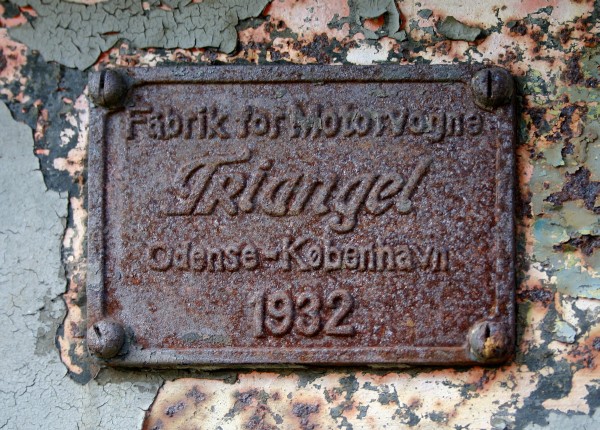 Fabrik for Motorvogne
Triangel
Odense-København
1932